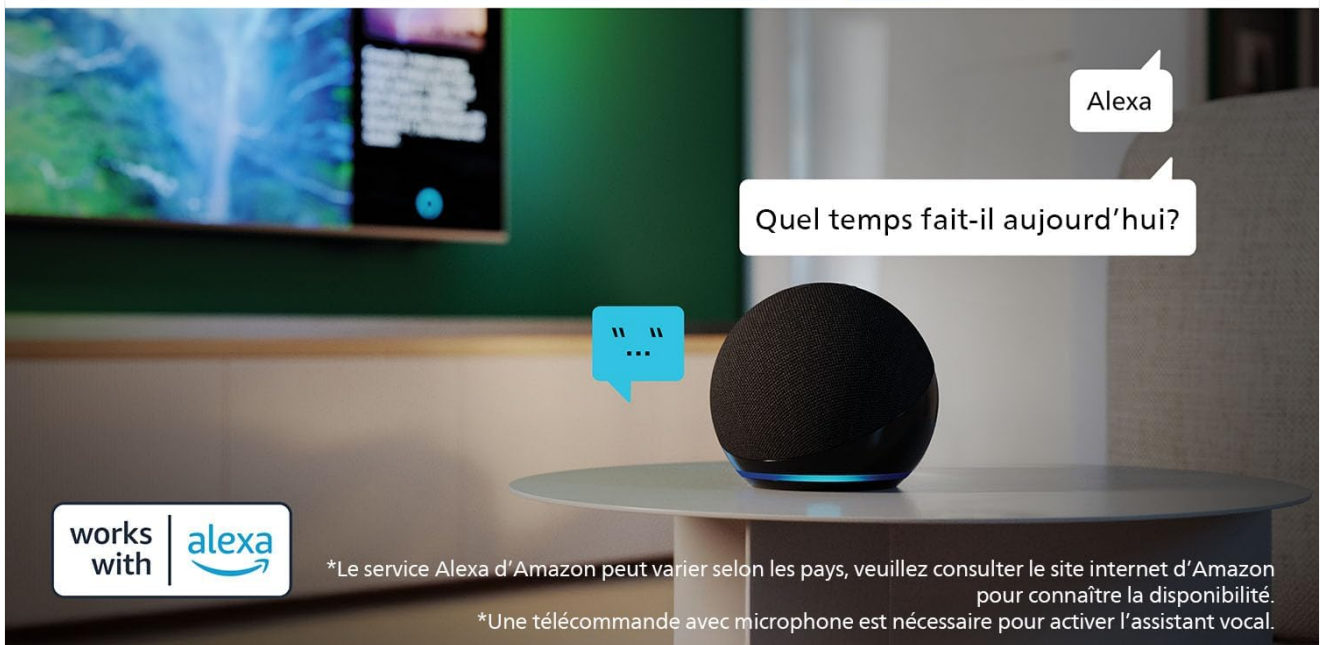 Alexa
Quel temps fait-il aujourd'hui?
" "
...
works
with
alexa
*Le service Alexa d'Amazon peut varier selon les pays, veuillez consulter le site internet d'Amazon
pour connaître la disponibilité.
*Une télécommande avec microphone est nécessaire pour activer l'assistant vocal.